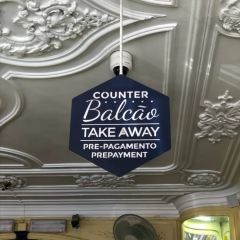 COUNTER
Balcão
TAKE AWAY
PRE-PAGAMENTO
PREPAYMENT